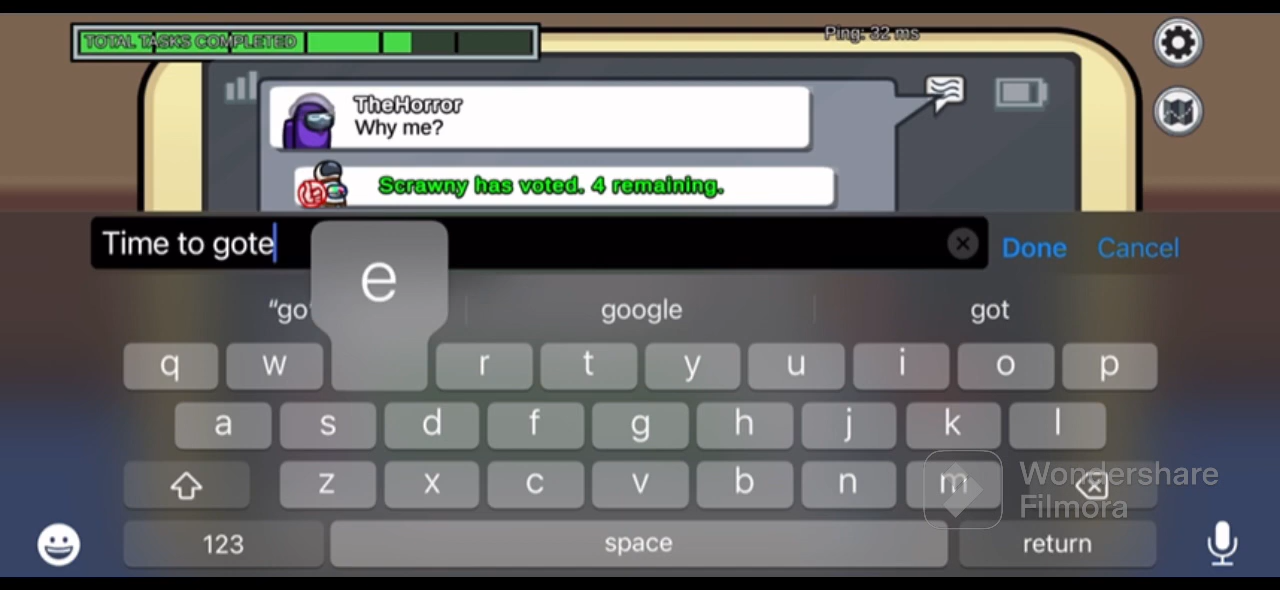 TOTAL TASKS COMPLETED
Ping: 32 ms
TheHorror
Why me?
Scrawny has voted. 4 remaining.
Time to gote
Done Cancel
e
"go google got
q w r t y u i o p
a s d f g h j k l
z x c v b n m
Wondershare
Filmora
123 space return